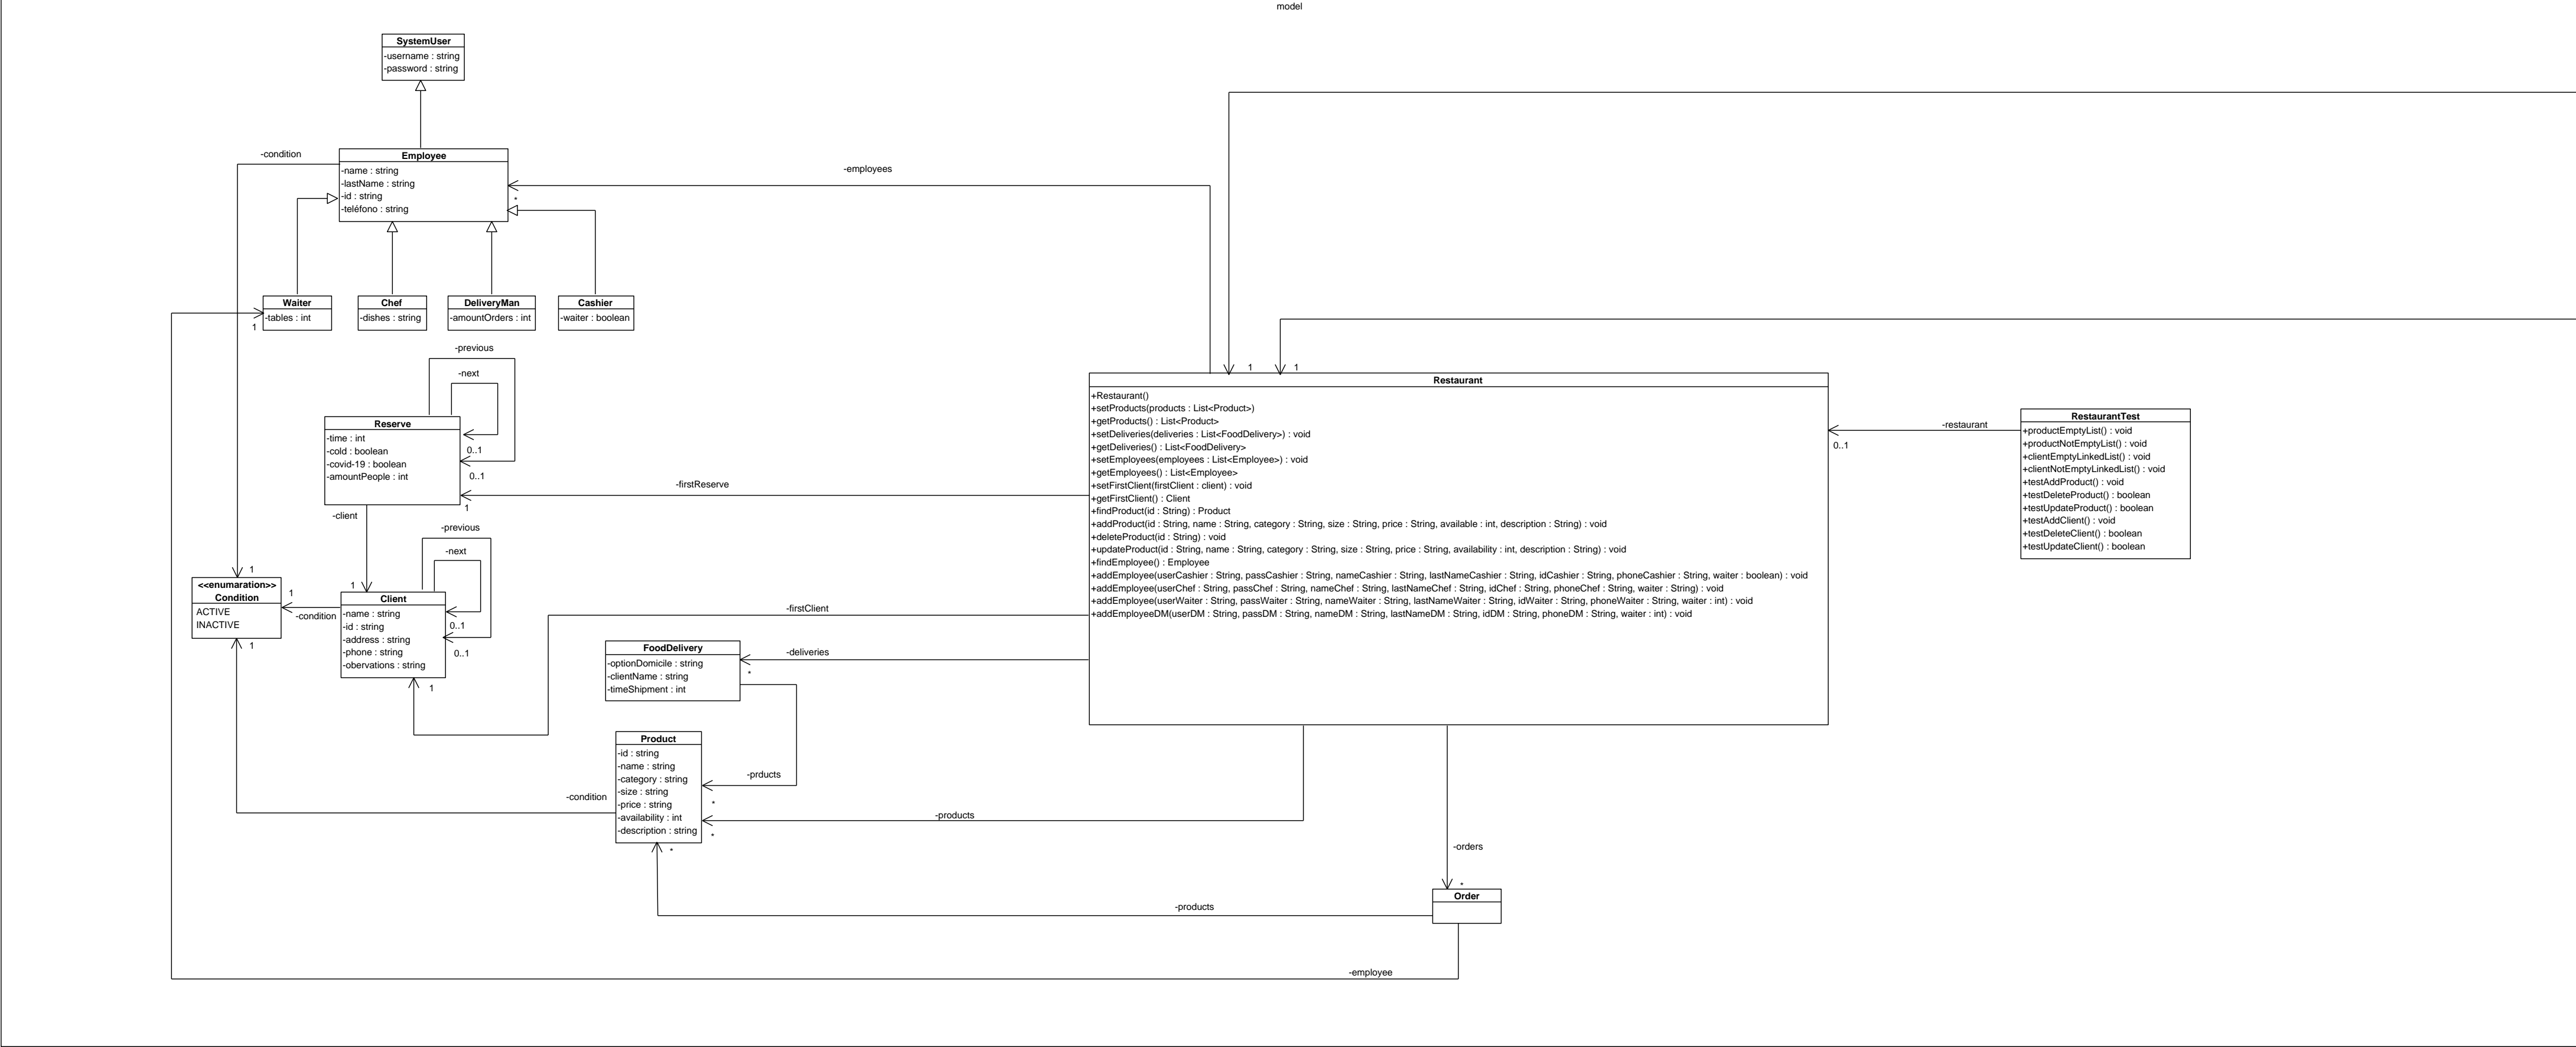 model
SystemUser
-username : string
-password : string
-condition
Employee
-name : string
-lastName : string
-id : string
-teléfono : string
-employees
*
Waiter
-tables : int
1
Chef
-dishes : string
DeliveryMan
-amountOrders : int
Cashier
-waiter : boolean
-previous
-next
Reserve
-time : int
-cold : boolean
-covid-19 : boolean
-amountPeople : int
0..1
0..1
-firstReserve
1
-client
1
-previous
-next
1
<<enumaration>>
Condition
ACTIVE
INACTIVE
1
-condition
1
Client
-name : string
-id : string
-address : string
-phone : string
-obervations : string
0..1
0..1
1
-firstClient
FoodDelivery
-optionDomicile : string
-clientName : string
-timeShipment : int
-deliveries
*
Product
-id : string
-name : string
-category : string
-size : string
-price : string
-availability : int
-description : string
-prducts
*
-condition
-products
*
*
1
1
Restaurant
+Restaurant()
+setProducts(products : List<Product>)
+getProducts() : List<Product>
+setDeliveries(deliveries : List<FoodDelivery>) : void
+getDeliveries() : List<FoodDelivery>
+setEmployees(employees : List<Employee>) : void
+getEmployees() : List<Employee>
+setFirstClient(firstClient : client) : void
+getFirstClient() : Client
+findProduct(id : String) : Product
+addProduct(id : String, name : String, category : String, size : String, price : String, available : int, description : String) : void
+deleteProduct(id : String) : void
+updateProduct(id : String, name : String, category : String, size : String, price : String, availability : int, description : String) : void
+findEmployee() : Employee
+addEmployee(userCashier : String, passCashier : String, nameCashier : String, lastNameCashier : String, idCashier : String, phoneCashier : String, waiter : boolean) : void
+addEmployee(userChef : String, passChef : String, nameChef : String, lastNameChef : String, idChef : String, phoneChef : String, waiter : String) : void
+addEmployee(userWaiter : String, passWaiter : String, nameWaiter : String, lastNameWaiter : String, idWaiter : String, phoneWaiter : String, waiter : int) : void
+addEmployeeDM(userDM : String, passDM : String, nameDM : String, lastNameDM : String, idDM : String, phoneDM : String, waiter : int) : void
-restaurant
0..1
RestaurantTest
+productEmptyList() : void
+productNotEmptyList() : void
+clientEmptyLinkedList() : void
+clientNotEmptyLinkedList() : void
+testAddProduct() : void
+testDeleteProduct() : boolean
+testUpdateProduct() : boolean
+testAddClient() : void
+testDeleteClient() : boolean
+testUpdateClient() : boolean
-orders
*
Order
-products
-employee